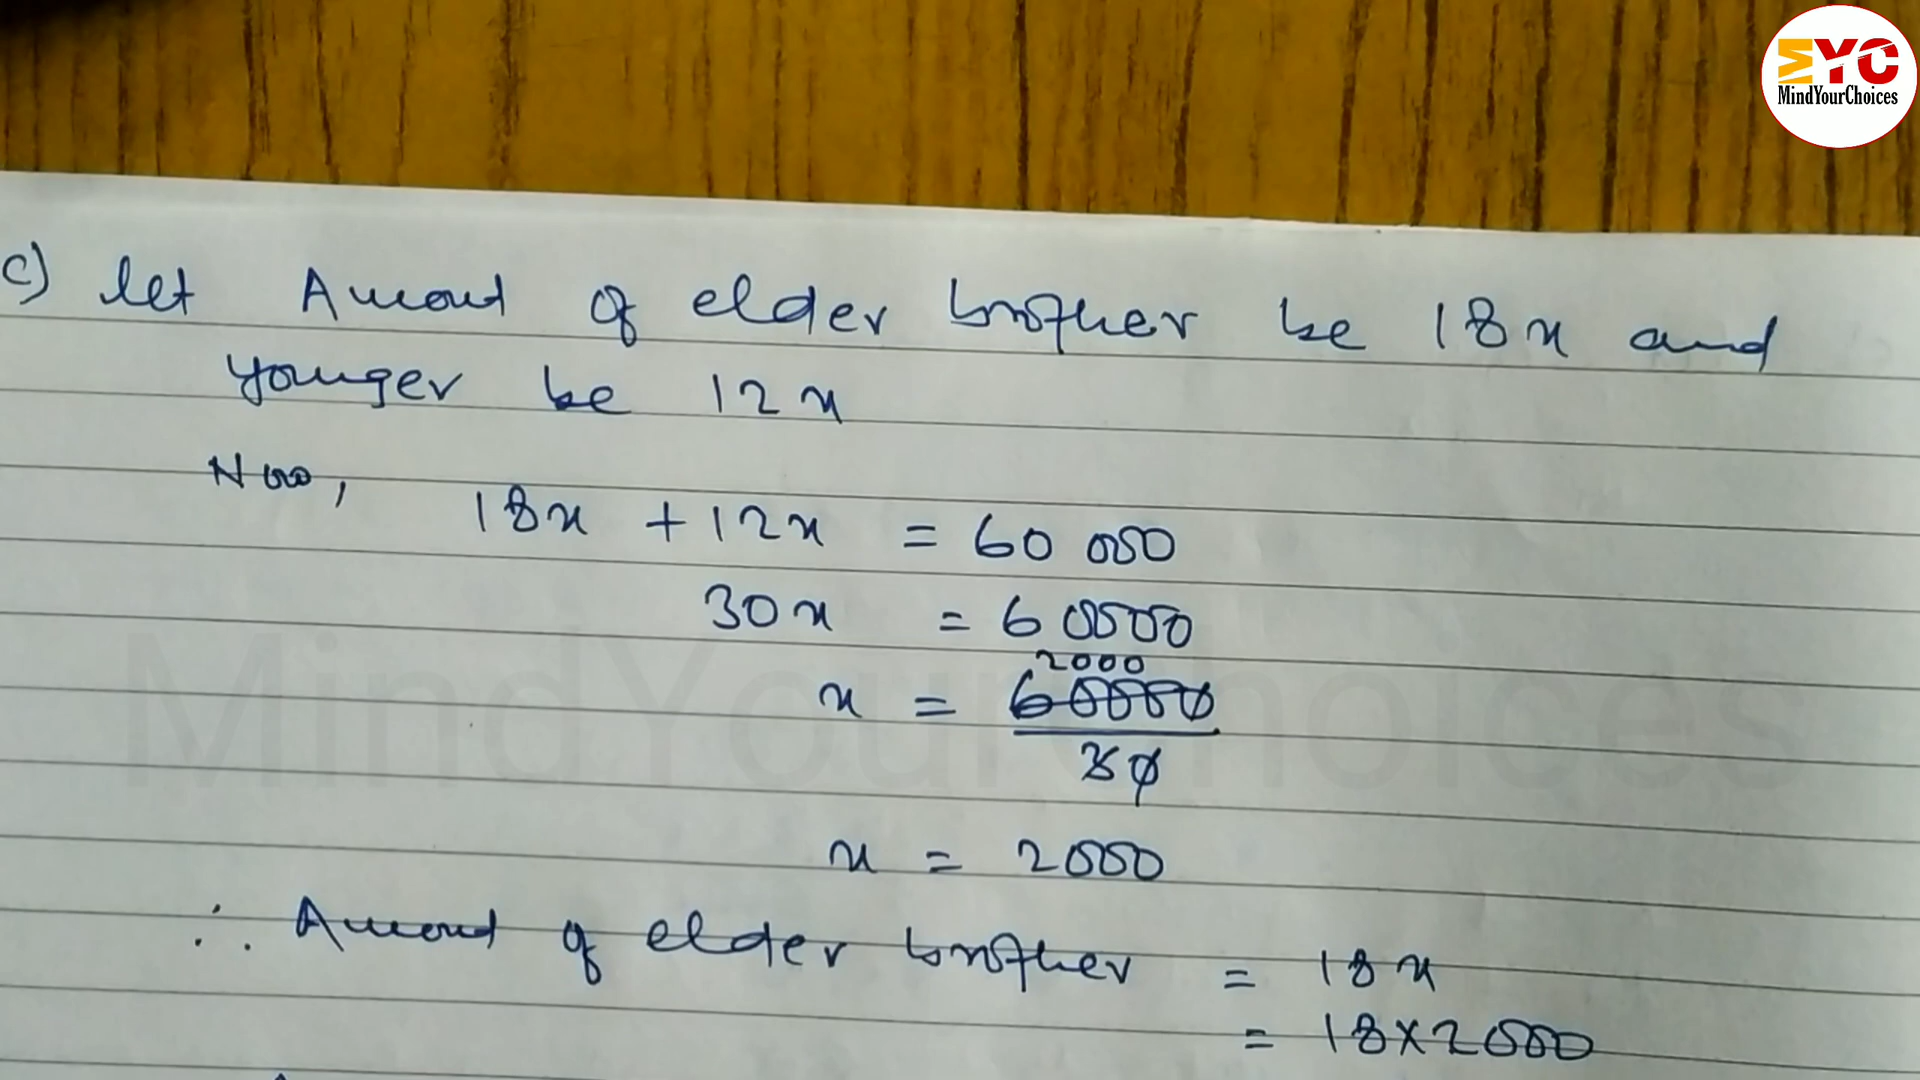 MYC
MindYourChoices
c) let Amount of elder brother be 18x and
younger be 12x
Now, 18x + 12x = 60 000
30x = 60000
2000
x = 60000
30
x = 2000
∴ Amount of elder brother = 18x
= 18×2000
MindYourChoices